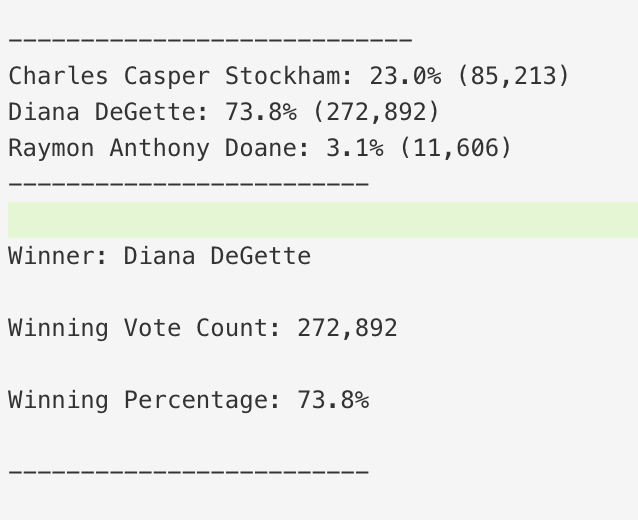 ----------------------------
Charles Casper Stockham: 23.0% (85,213)
Diana DeGette: 73.8% (272,892)
Raymon Anthony Doane: 3.1% (11,606)
-------------------------
Winner: Diana DeGette
Winning Vote Count: 272,892
Winning Percentage: 73.8%
-------------------------